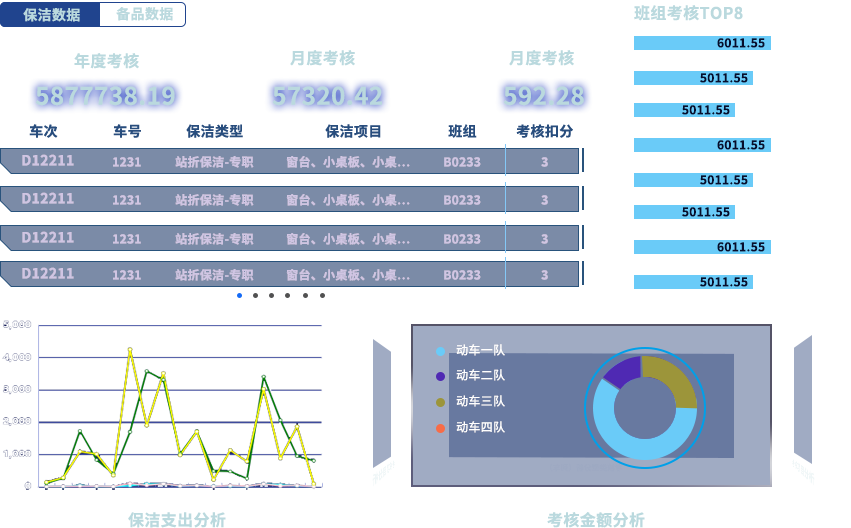 保洁数据 备品数据
班组考核TOP8
年度考核 月度考核 月度考核
5877738.19 57320.42 592.28
车次 车号 保洁类型 保洁项目 班组 考核扣分
D12211 1231 站折保洁-专职 窗台、小桌板、小桌... B0233 3
D12211 1231 站折保洁-专职 窗台、小桌板、小桌... B0233 3
D12211 1231 站折保洁-专职 窗台、小桌板、小桌... B0233 3
D12211 1231 站折保洁-专职 窗台、小桌板、小桌... B0233 3
6011.55
5011.55
5011.55
6011.55
5011.55
5011.55
6011.55
5011.55
5,000
4,000
3,000
2,000
1,000
0
动车一队
动车二队
动车三队
动车四队
保洁支出分析
考核金额分析